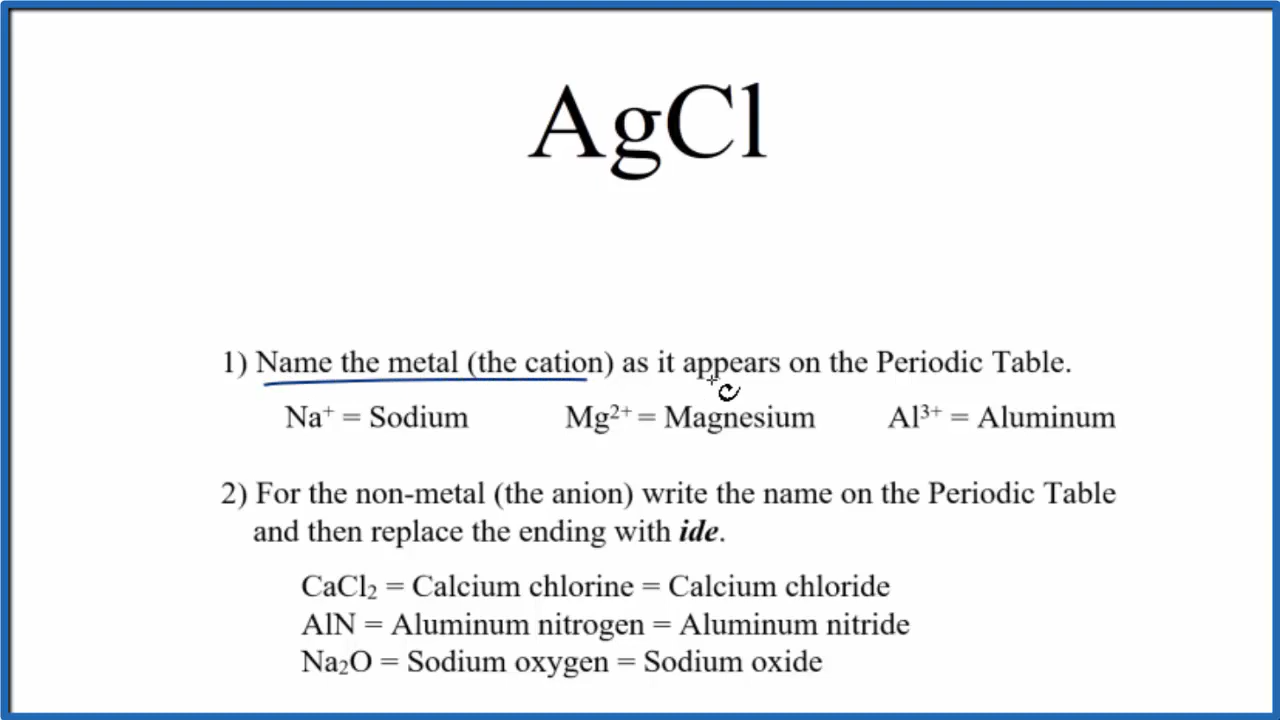 AgCl
1) Name the metal (the cation) as it appears on the Periodic Table.
Na⁺ = Sodium Mg²⁺ = Magnesium Al³⁺ = Aluminum
2) For the non-metal (the anion) write the name on the Periodic Table
and then replace the ending with ide.
CaCl₂ = Calcium chlorine = Calcium chloride
AlN = Aluminum nitrogen = Aluminum nitride
Na₂O = Sodium oxygen = Sodium oxide